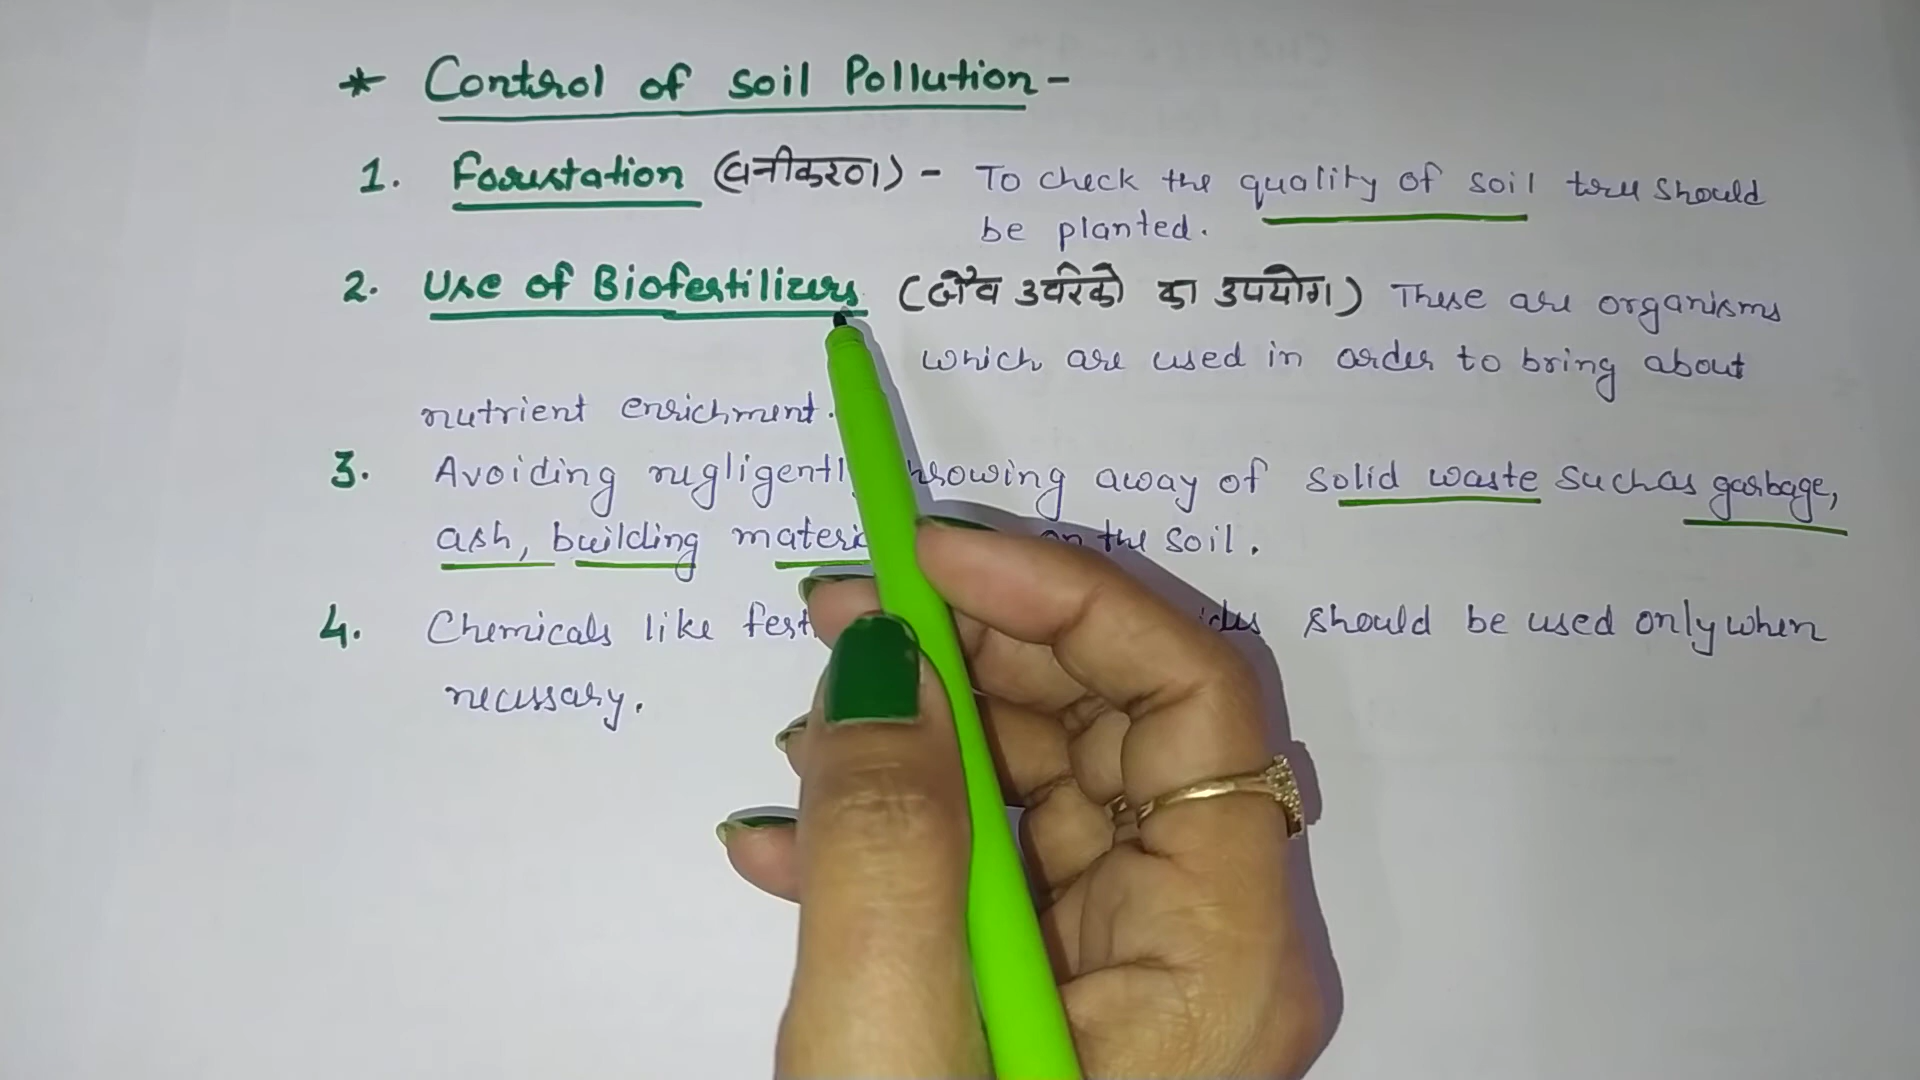 * Control of Soil Pollution -
1. Forestation (वनीकरण) - To check the quality of soil tree should
be planted.
2. Use of Biofertilizers (जैव उर्वरको का उपयोग) These are organisms
which are used in order to bring about
nutrient enrichment.
3. Avoiding negligently away of solid waste such as garbage,
ash, building on the soil.
4. Chemicals like should be used only when
necessary.